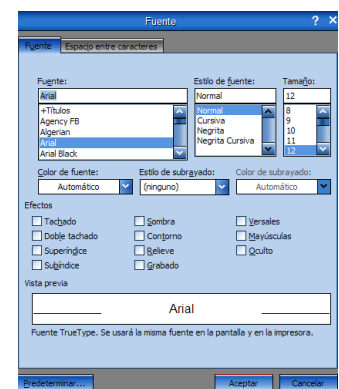 Fuente ? ×
Fuente Espacio entre caracteres
Fuente: Estilo de fuente: Tamaño:
Arial Normal 12
+Títulos Normal 8
Agency FB Cursiva 9
Algerian Negrita 10
Arial Negrita Cursiva 11
Arial Black 12
Color de fuente: Estilo de subrayado: Color de subrayado:
Automático (ninguno) Automático
Efectos
Tachado Sombra Versales
Doble tachado Contorno Mayúsculas
Superíndice Relieve Oculto
Subíndice Grabado
Vista previa
Arial
Fuente TrueType. Se usará la misma fuente en la pantalla y en la impresora.
Predeterminar... Aceptar Cancelar